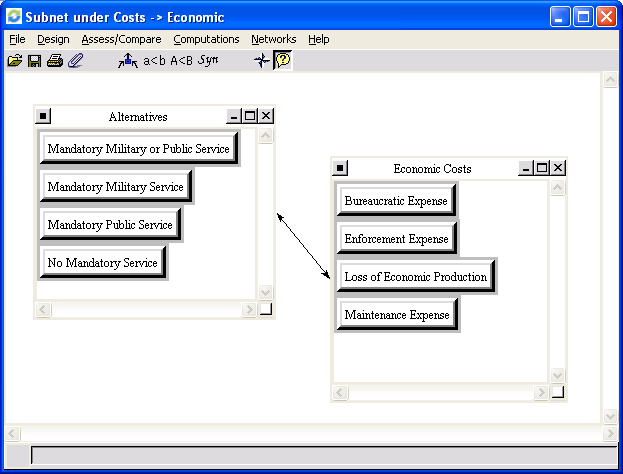 Subnet under Costs -> Economic
File Design Assess/Compare Computations Networks Help
a<b A<B Syn
Alternatives
Mandatory Military or Public Service
Mandatory Military Service
Mandatory Public Service
No Mandatory Service
Economic Costs
Bureaucratic Expense
Enforcement Expense
Loss of Economic Production
Maintenance Expense